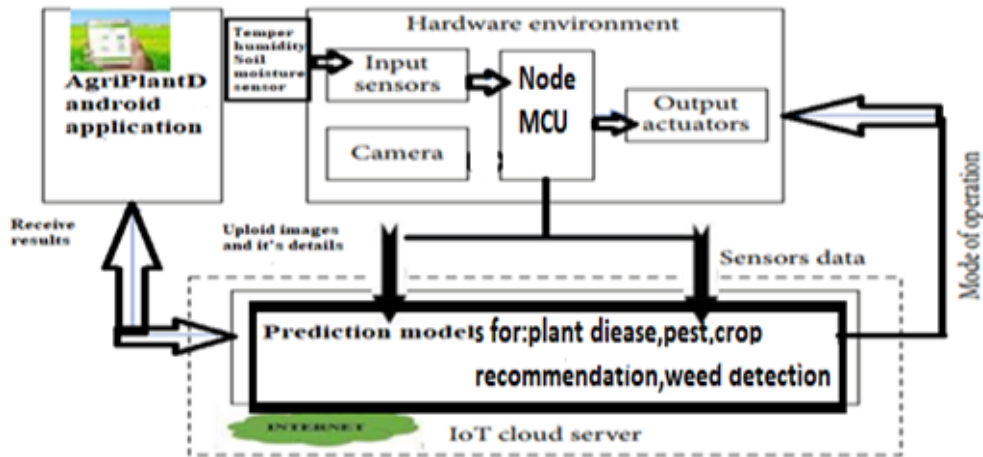 Hardware environment
AgriPlantD
android
application
Temper
humidity
Soil
moisture
sensor
Input
sensors
Camera
Node
MCU
Output
actuators
Mode of operation
Receive
results
Uploid images
and it's details
Sensors data
Prediction models for:plant diease,pest,crop
recommendation,weed detection
INTERNET
IoT cloud server